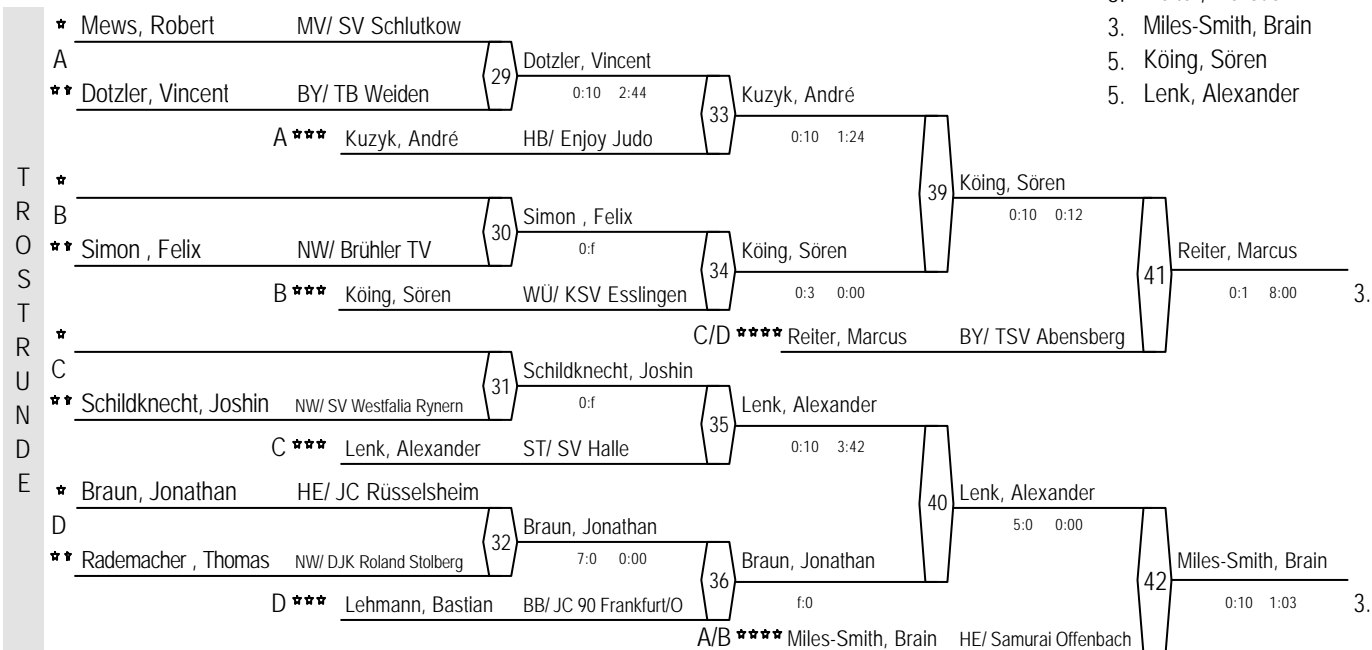 3. Miles-Smith, Brain
5. Köing, Sören
5. Lenk, Alexander
TROSTRUNDE
Mews, Robert MV/ SV Schlutkow
A
29
Dotzler, Vincent
0:10 2:44
Dotzler, Vincent BY/ TB Weiden
33
Kuzyk, André
0:10 1:24
A *** Kuzyk, André HB/ Enjoy Judo
39
Köing, Sören
0:10 0:12
B
30
Simon , Felix
0:f
Simon , Felix NW/ Brühler TV
34
Köing, Sören
0:3 0:00
B *** Köing, Sören WÜ/ KSV Esslingen
41
Reiter, Marcus
0:1 8:00 3.
C/D **** Reiter, Marcus BY/ TSV Abensberg
C
31
Schildknecht, Joshin
0:f
Schildknecht, Joshin NW/ SV Westfalia Rynern
35
Lenk, Alexander
0:10 3:42
C *** Lenk, Alexander ST/ SV Halle
40
Lenk, Alexander
5:0 0:00
Braun, Jonathan HE/ JC Rüsselsheim
D
32
Braun, Jonathan
7:0 0:00
Rademacher , Thomas NW/ DJK Roland Stolberg
36
Braun, Jonathan
f:0
D *** Lehmann, Bastian BB/ JC 90 Frankfurt/O
42
Miles-Smith, Brain
0:10 1:03 3.
A/B **** Miles-Smith, Brain HE/ Samurai Offenbach